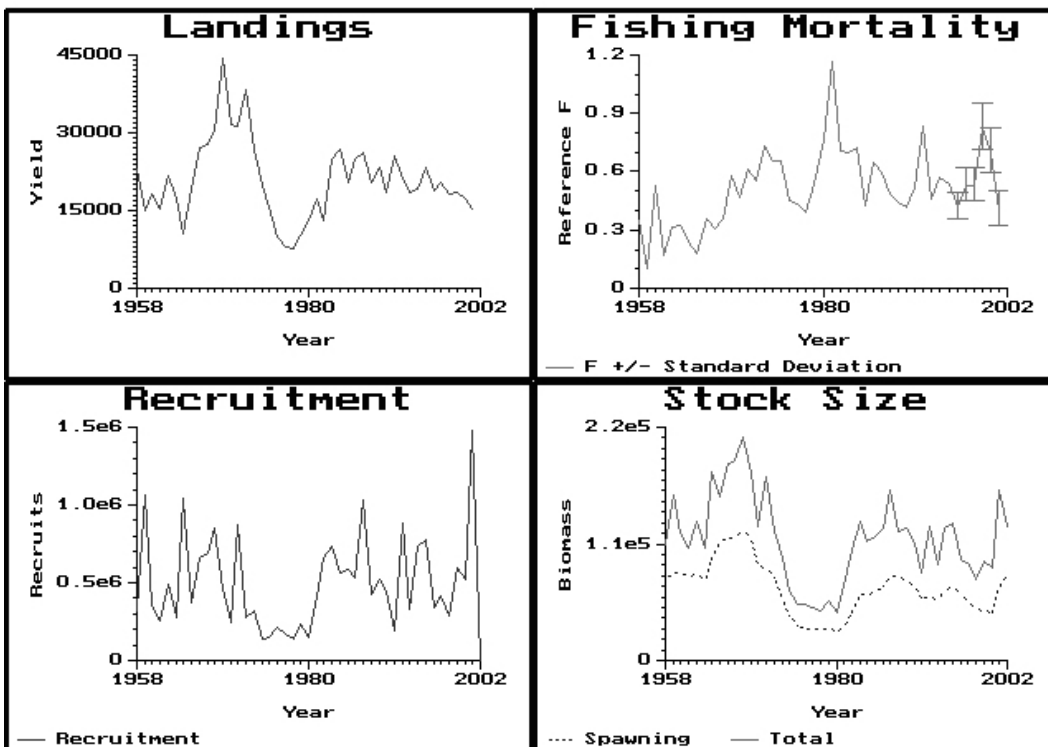 Landings
45000
30000
15000
0
Yield
1958 1980 2002
Year
Fishing Mortality
1.2
0.9
0.6
0.3
0
Reference F
1958 1980 2002
Year
F +/- Standard Deviation
Recruitment
1.5e6
1.0e6
0.5e6
0
Recruits
1958 1980 2002
Year
Recruitment
Stock Size
2.2e5
1.1e5
0
Biomass
1958 1980 2002
Year
Spawning Total